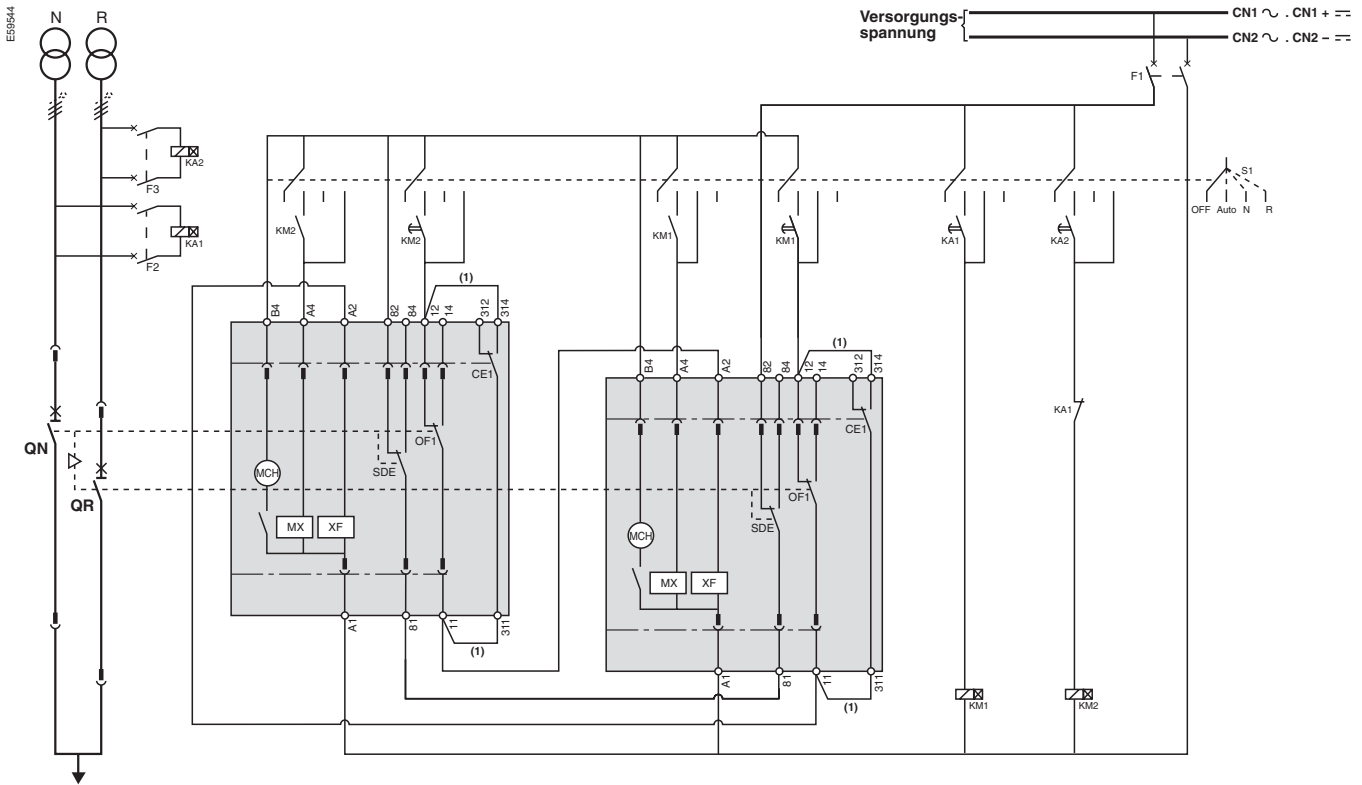 E59544
N R
Versorgungs-
spannung
CN1 ∿ . CN1 + ⎓
CN2 ∿ . CN2 − ⎓
F1
KA2
F3
KA1
F2
S1
OFF Auto N R
KM2
KM2
KM1
KM1
KA1
KA2
(1)
B4 A4 A2 82 84 12 14 312 314
(1)
B4 A4 A2 82 84 12 14 312 314
CE1
CE1
KA1
QN
OF1
SDE
MCH
QR
OF1
SDE
MX XF
MCH
MX XF
A1 81 11 311
(1)
A1 81 11 311
(1)
KM1
KM2